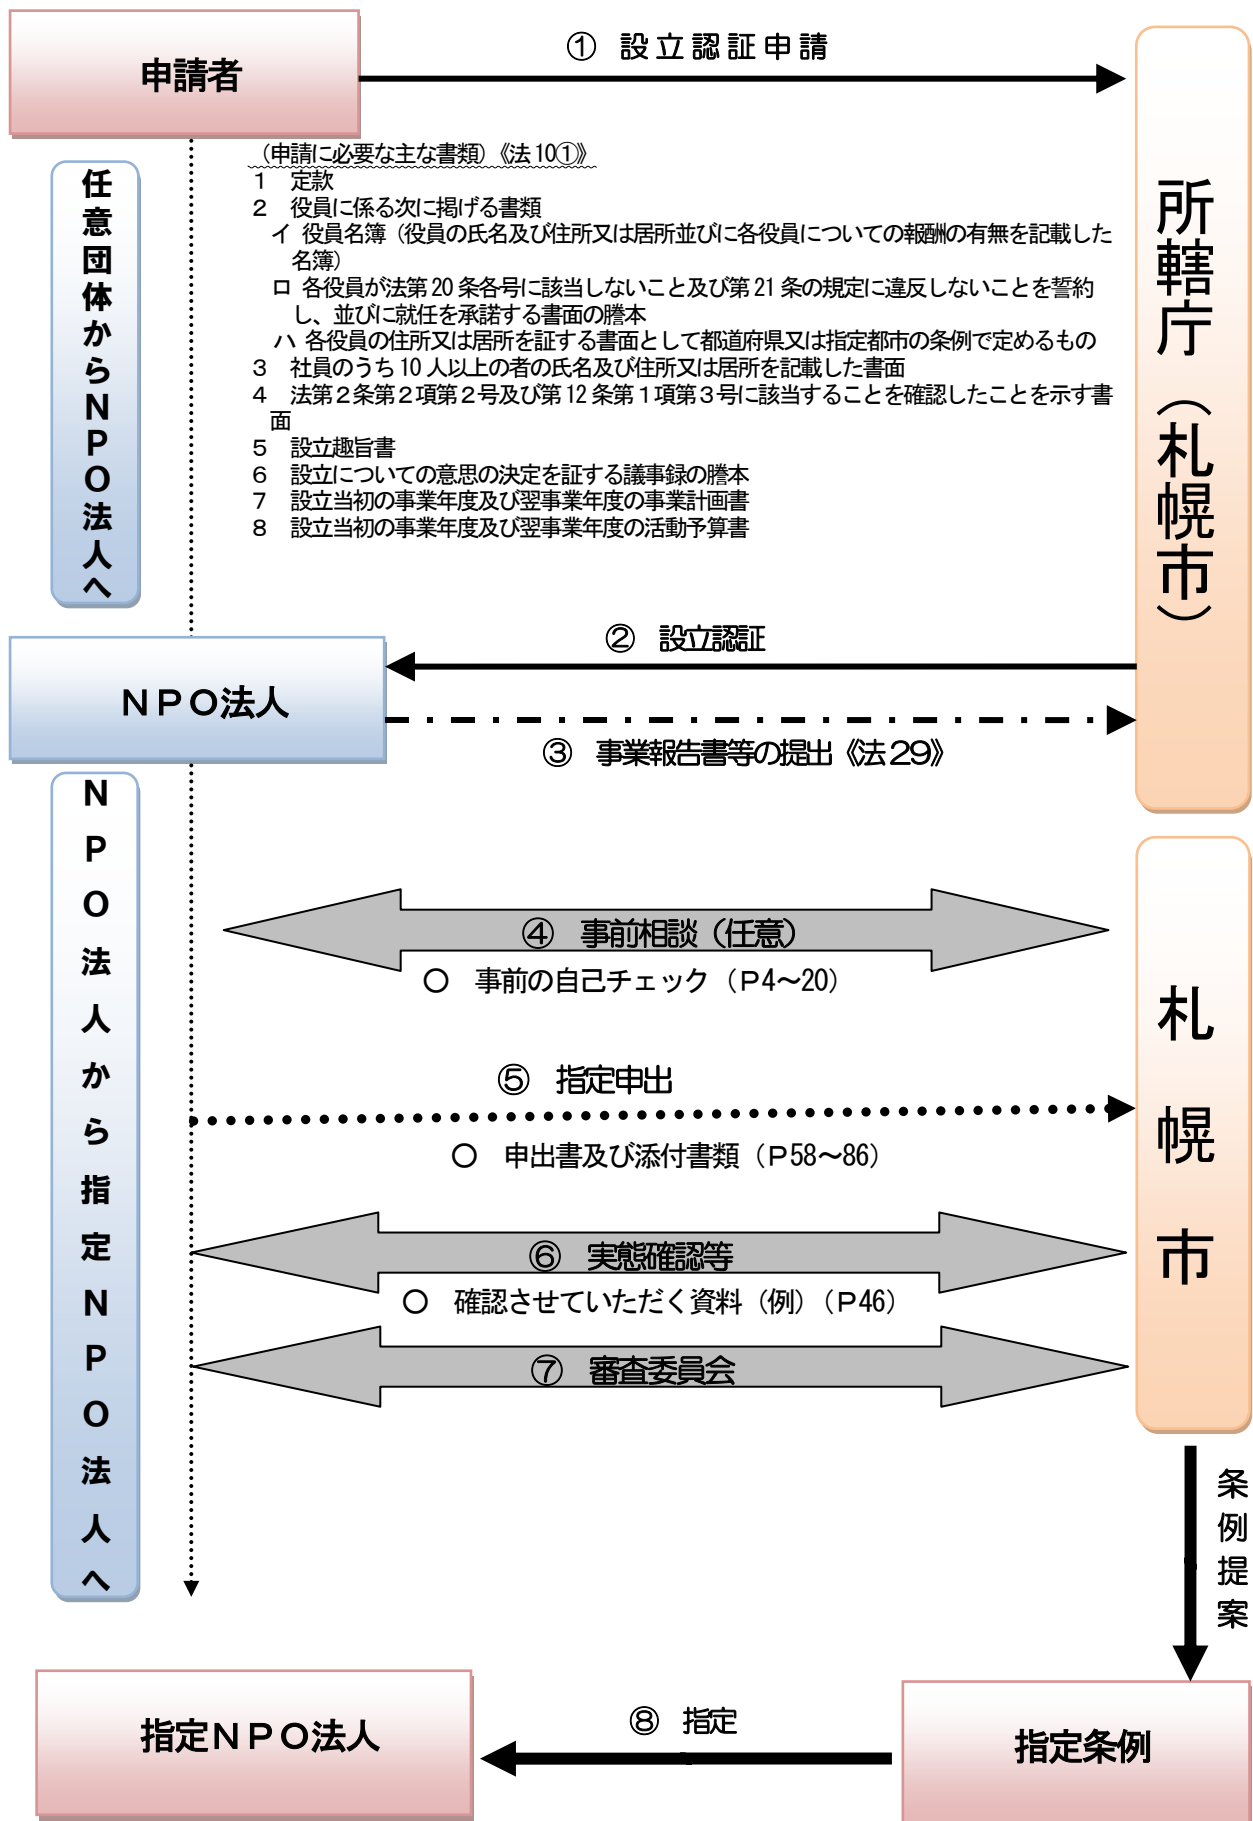 申請者
① 設立認証申請
所轄庁（札幌市）
任意団体からＮＰＯ法人へ
（申請に必要な主な書類）《法10①》
１　定款
２　役員に係る次に掲げる書類
イ 役員名簿（役員の氏名及び住所又は居所並びに各役員についての報酬の有無を記載した
名簿）
ロ 各役員が法第20条各号に該当しないこと及び第21条の規定に違反しないことを誓約
し、並びに就任を承諾する書面の謄本
ハ 各役員の住所又は居所を証する書面として都道府県又は指定都市の条例で定めるもの
３　社員のうち10人以上の者の氏名及び住所又は居所を記載した書面
４　法第２条第２項第２号及び第12条第１項第３号に該当することを確認したことを示す書
面
５　設立趣旨書
６　設立についての意思の決定を証する議事録の謄本
７　設立当初の事業年度及び翌事業年度の事業計画書
８　設立当初の事業年度及び翌事業年度の活動予算書
② 設立認証
ＮＰＯ法人
③ 事業報告書等の提出《法29》
ＮＰＯ法人から指定ＮＰＯ法人へ
札幌市
④ 事前相談（任意）
○ 事前の自己チェック（Ｐ4～20）
⑤ 指定申出
○ 申出書及び添付書類（Ｐ58～86）
⑥ 実態確認等
○ 確認させていただく資料（例）（Ｐ46）
⑦ 審査委員会
条例提案
指定ＮＰＯ法人
⑧ 指定
指定条例